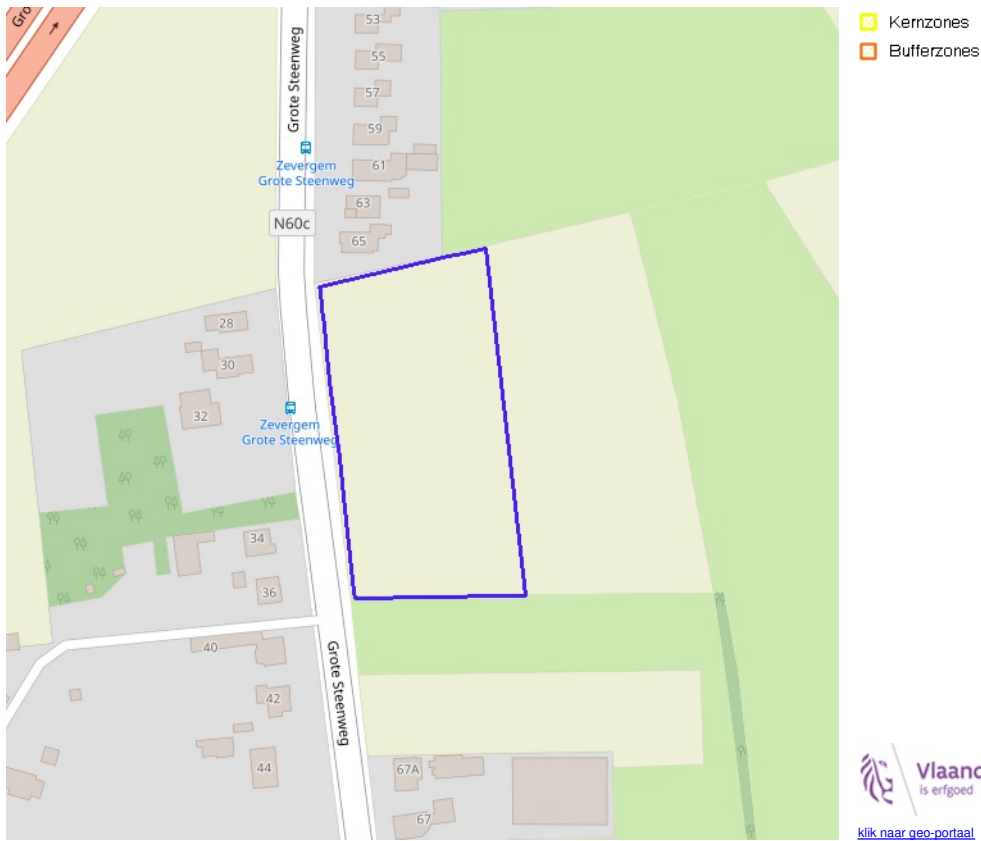 Gro
Grote Steenweg
53
55
57
59
61
63
65
Zevergem
Grote Steenweg
N60c
28
30
32
Zevergem
Grote Steenweg
34
36
40
42
44
Grote Steenweg
67A
67
Kernzones
Bufferzones
Vlaand
is erfgoed
klik naar geo-portaal